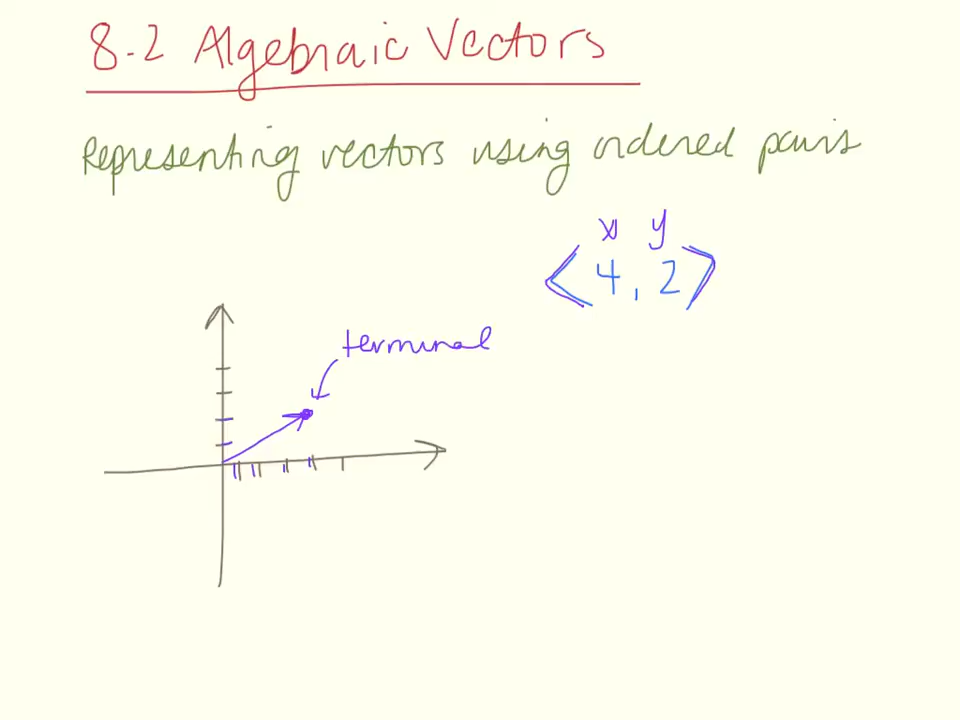 8.2 Algebraic Vectors
Representing vectors using ordered pairs
x y
<4, 2>
terminal